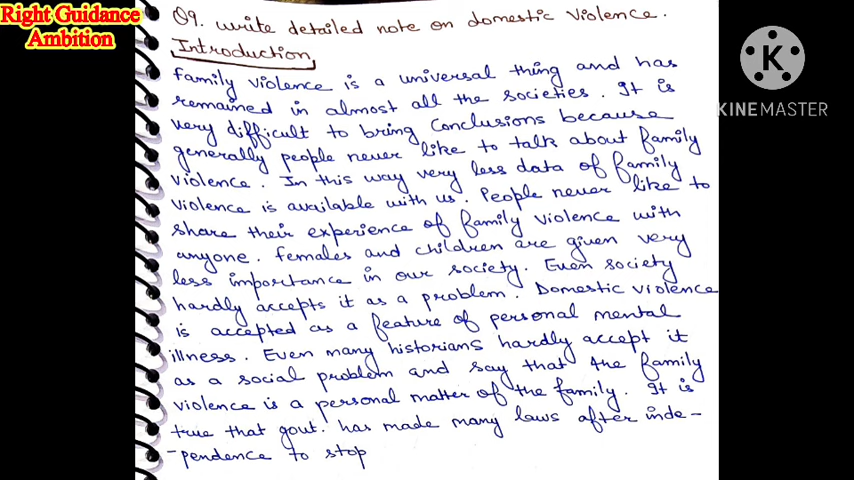 Right Guidance
Ambition
Q9. write detailed note on domestic violence.
Introduction
family violence is a universal thing and has
remained in almost all the societies. It is
very difficult to bring conclusions because
generally people never like to talk about family
violence. In this way very less data of family
violence is available with us. People never like to
share their experience of family violence with
anyone. females and children are given very
less importance in our society. Even society
hardly accepts it as a problem. Domestic violence
is accepted as a feature of personal mental
illness. Even many historians hardly accept it
as a social problem and say that the family
violence is a personal matter of the family. It is
true that govt. has made many laws after inde-
-pendence to stop
K
KINEMASTER